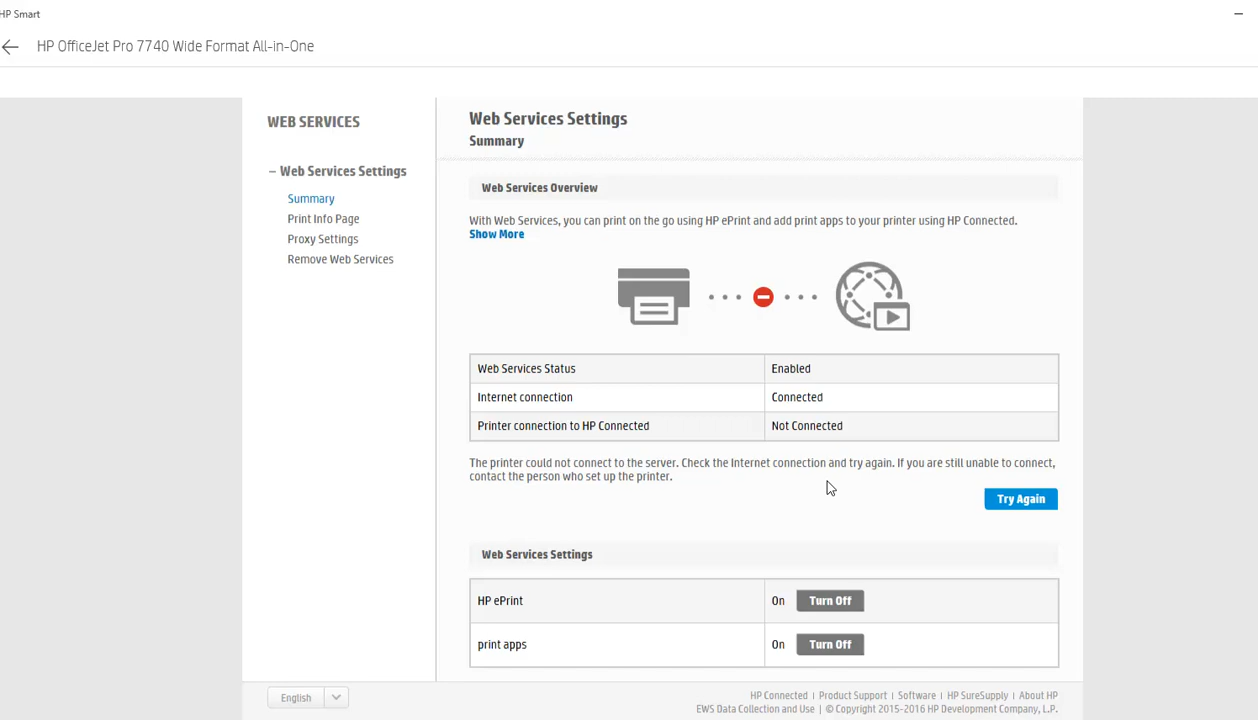 HP Smart
HP OfficeJet Pro 7740 Wide Format All-in-One
WEB SERVICES
– Web Services Settings
Summary
Print Info Page
Proxy Settings
Remove Web Services
Web Services Settings
Summary
Web Services Overview
With Web Services, you can print on the go using HP ePrint and add print apps to your printer using HP Connected.
Show More
Web Services Status Enabled
Internet connection Connected
Printer connection to HP Connected Not Connected
The printer could not connect to the server. Check the Internet connection and try again. If you are still unable to connect,
contact the person who set up the printer.
Try Again
Web Services Settings
HP ePrint On Turn Off
print apps On Turn Off
English
HP Connected | Product Support | Software | HP SureSupply | About HP
EWS Data Collection and Use | © Copyright 2015-2016 HP Development Company, L.P.